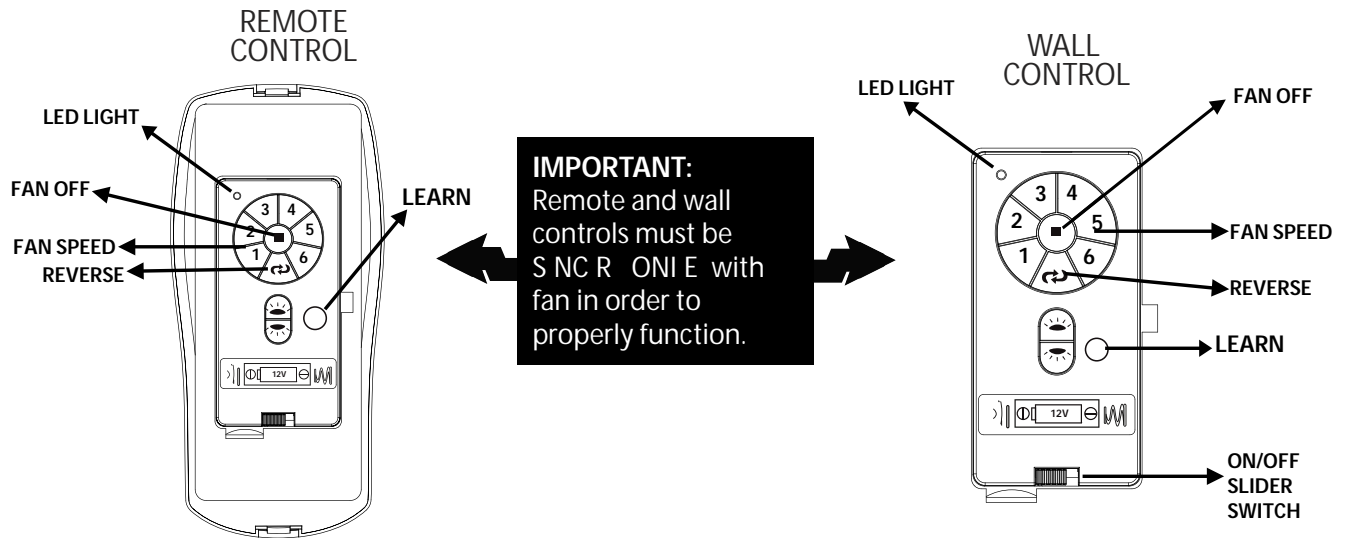 REMOTE
CONTROL
LED LIGHT
FAN OFF
FAN SPEED
REVERSE
LEARN
1
2
3
4
5
6
12V
IMPORTANT:
Remote and wall
controls must be
S NC R ONI E with
fan in order to
properly function.
WALL
CONTROL
LED LIGHT
FAN OFF
FAN SPEED
REVERSE
LEARN
ON/OFF
SLIDER
SWITCH
1
2
3
4
5
6
12V